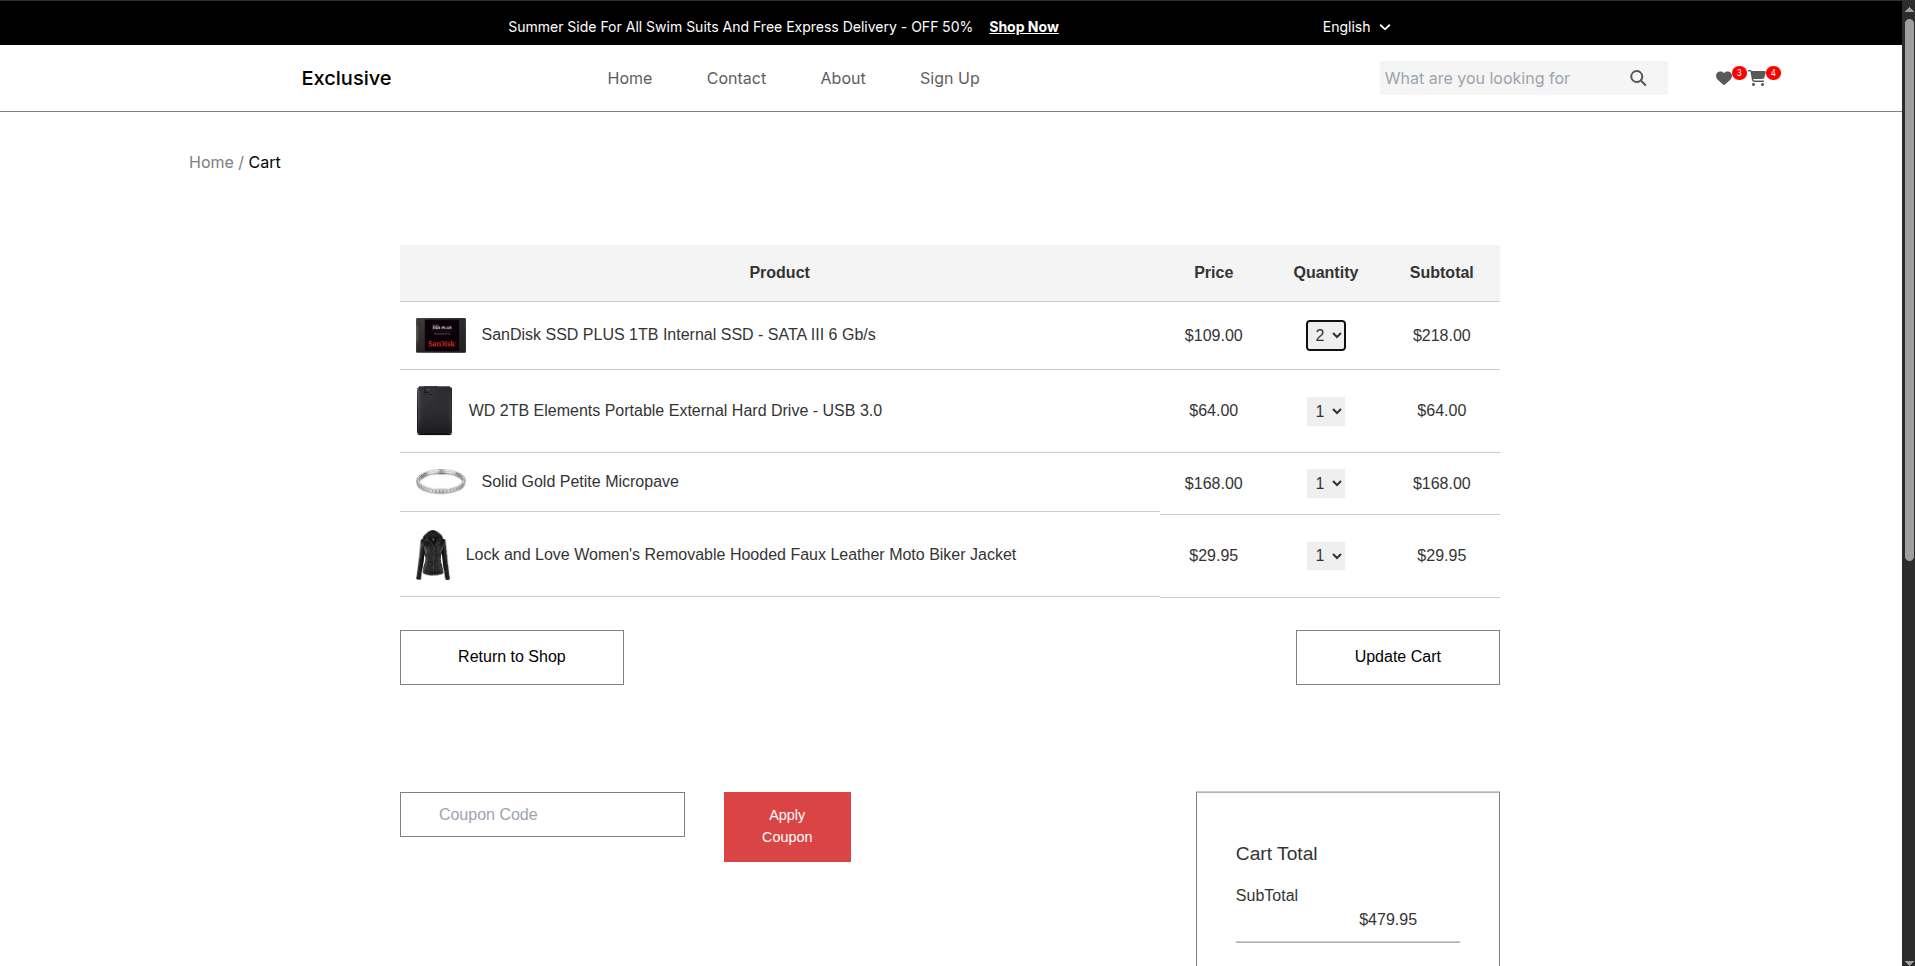 Summer Side For All Swim Suits And Free Express Delivery - OFF 50% Shop Now English
Exclusive Home Contact About Sign Up What are you looking for 3 4
Home / Cart
Product Price Quantity Subtotal
SanDisk SSD PLUS 1TB Internal SSD - SATA III 6 Gb/s $109.00 2 $218.00
SSD PLUS
SanDisk
WD 2TB Elements Portable External Hard Drive - USB 3.0 $64.00 1 $64.00
Solid Gold Petite Micropave $168.00 1 $168.00
Lock and Love Women's Removable Hooded Faux Leather Moto Biker Jacket $29.95 1 $29.95
Return to Shop Update Cart
Coupon Code
Apply
Coupon
Cart Total
SubTotal
$479.95